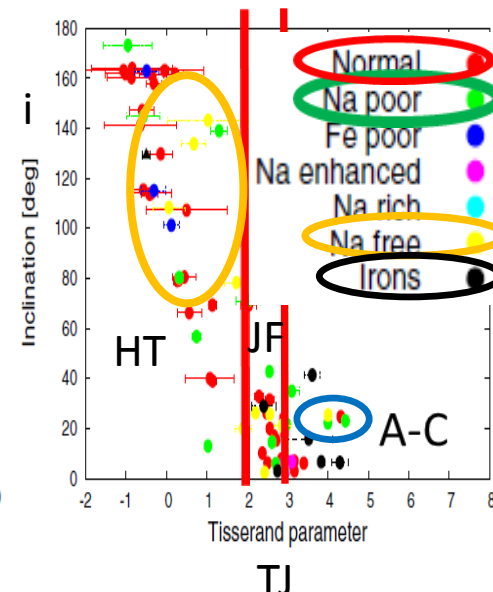 180
160
140
120
100
80
60
40
20
0
Inclination [deg]
i
Normal
Na poor
Fe poor
Na enhanced
Na rich
Na free
Irons
HT
JF
A-C
-2 -1 0 1 2 3 4 5 6 7 8
Tisserand parameter
TJ